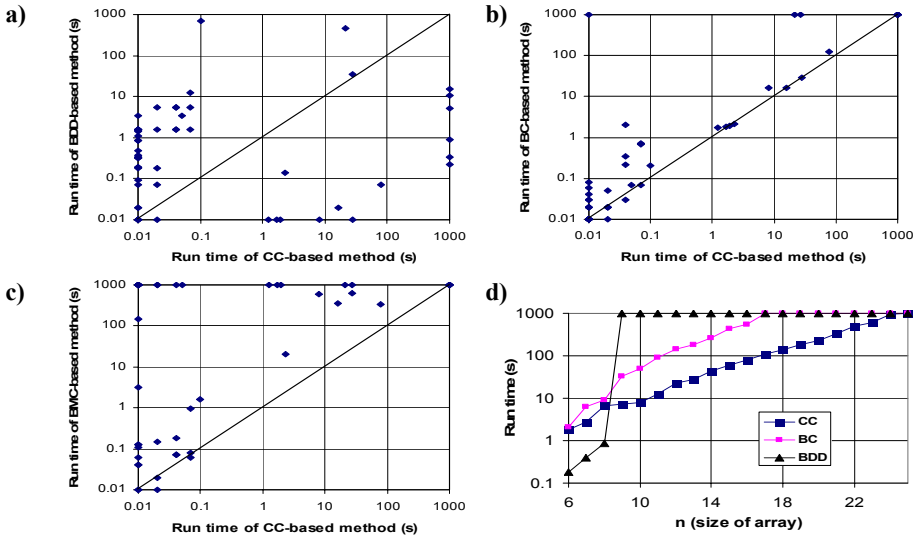 a)
Run time of BDD-based method (s)
1000
100
10
1
0.1
0.01
0.01 0.1 1 10 100 1000
Run time of CC-based method (s)
b)
Run time of BC-based method (s)
1000
100
10
1
0.1
0.01
0.01 0.1 1 10 100 1000
Run time of CC-based method (s)
c)
Run time of BMC-based method (s)
1000
100
10
1
0.1
0.01
0.01 0.1 1 10 100 1000
Run time of CC-based method (s)
d)
Run time (s)
1000
100
10
1
0.1
CC
BC
BDD
6 10 14 18 22
n (size of array)